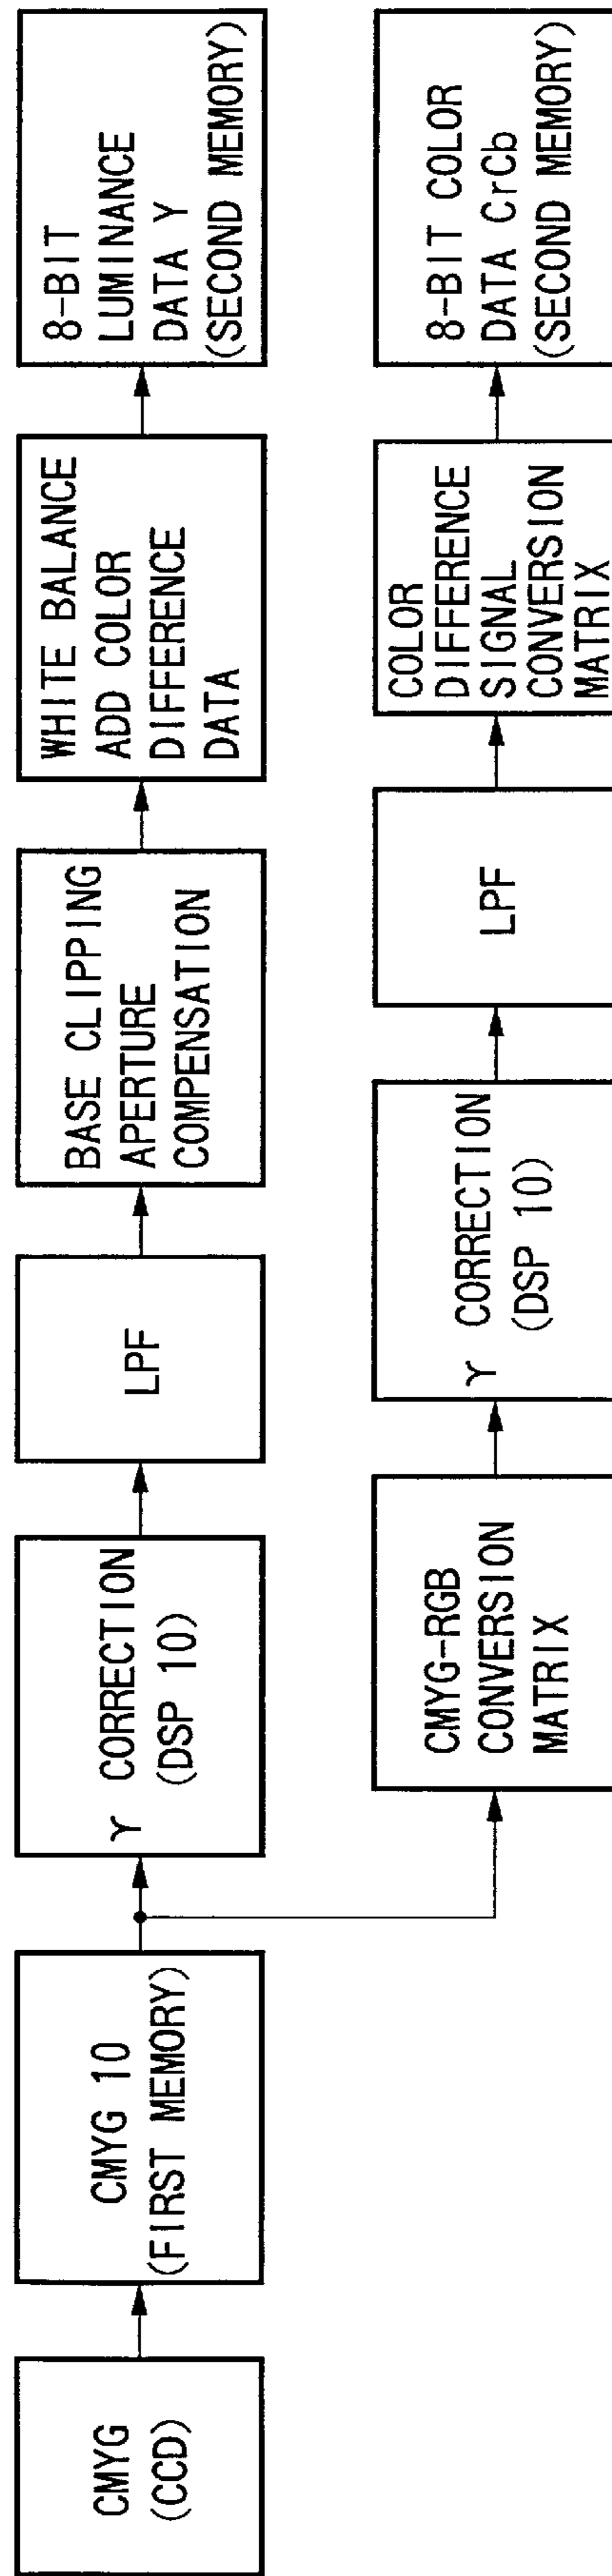 CMYG
(CCD)
CMYG 10
(FIRST MEMORY)
γ CORRECTION
(DSP 10)
LPF
BASE CLIPPING
APERTURE
COMPENSATION
WHITE BALANCE
ADD COLOR
DIFFERENCE
DATA
8-BIT
LUMINANCE
DATA Y
(SECOND MEMORY)
CMYG-RGB
CONVERSION
MATRIX
γ CORRECTION
(DSP 10)
LPF
COLOR
DIFFERENCE
SIGNAL
CONVERSION
MATRIX
8-BIT COLOR
DATA CrCb
(SECOND MEMORY)